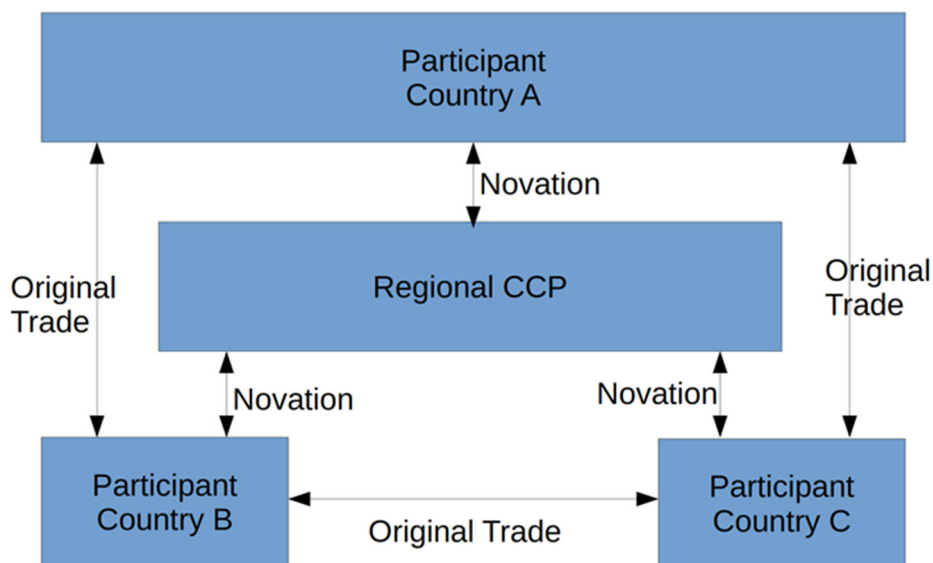 Participant
Country A
Novation
Original
Trade
Regional CCP
Original
Trade
Novation
Novation
Participant
Country B
Original Trade
Participant
Country C